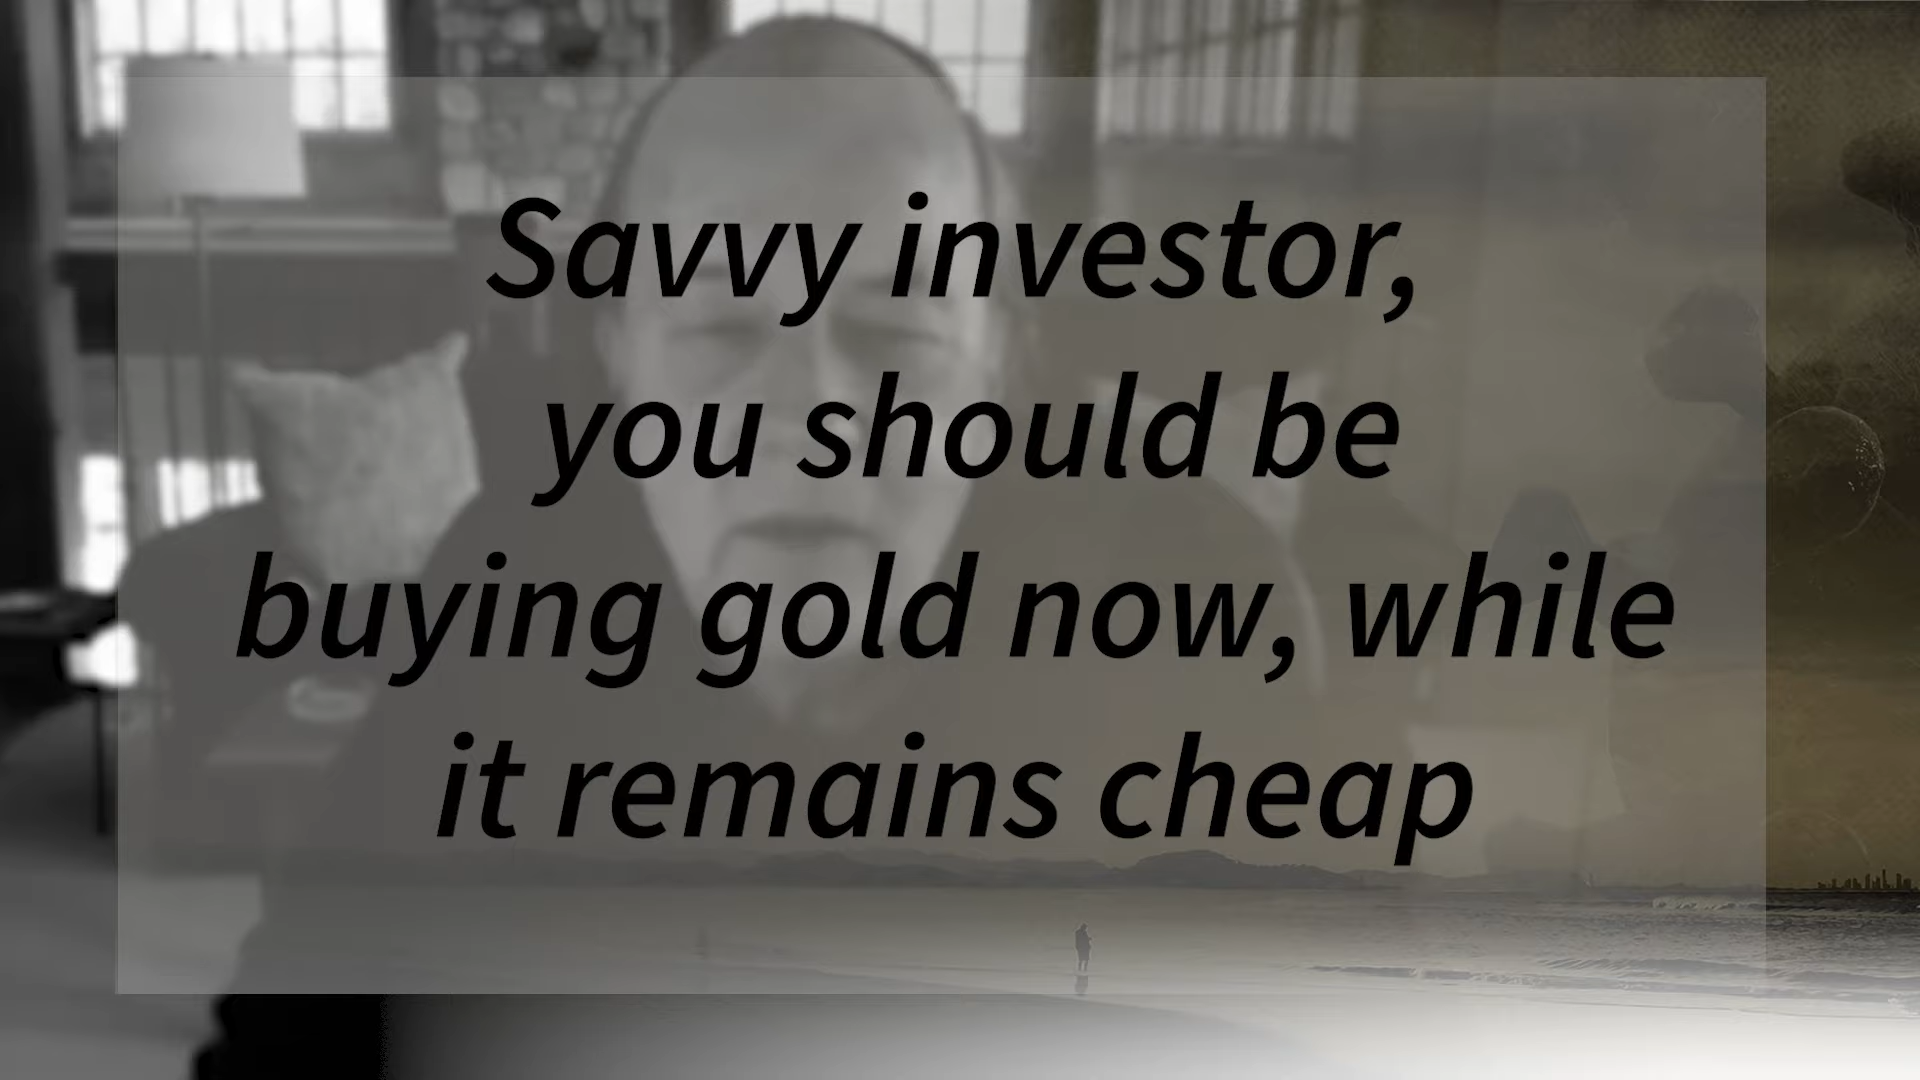 Savvy investor,
you should be
buying gold now, while
it remains cheap